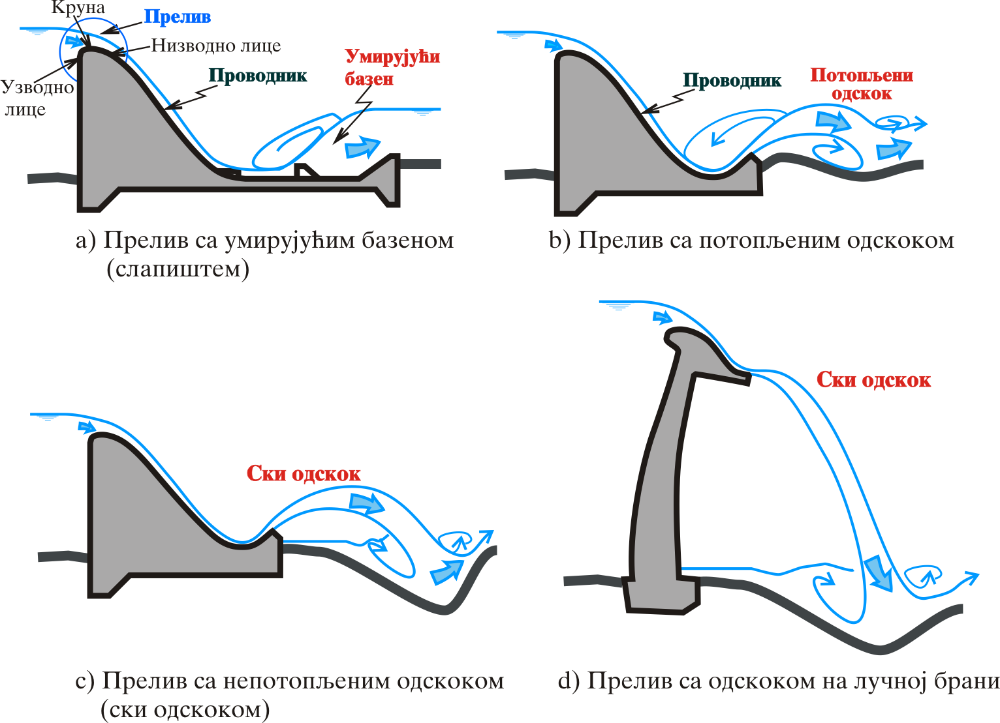 Круна
Прелив
Низводно лице
Узводно
лице
Проводник
Умирујући
базен
a) Прелив са умирујућим базеном
(слапиштем)
Проводник
Потопљени
одскок
b) Прелив са потопљеним одскоком
Ски одскок
c) Прелив са непотопљеним одскоком
(ски одскоком)
Ски одскок
d) Прелив са одскоком на лучној брани